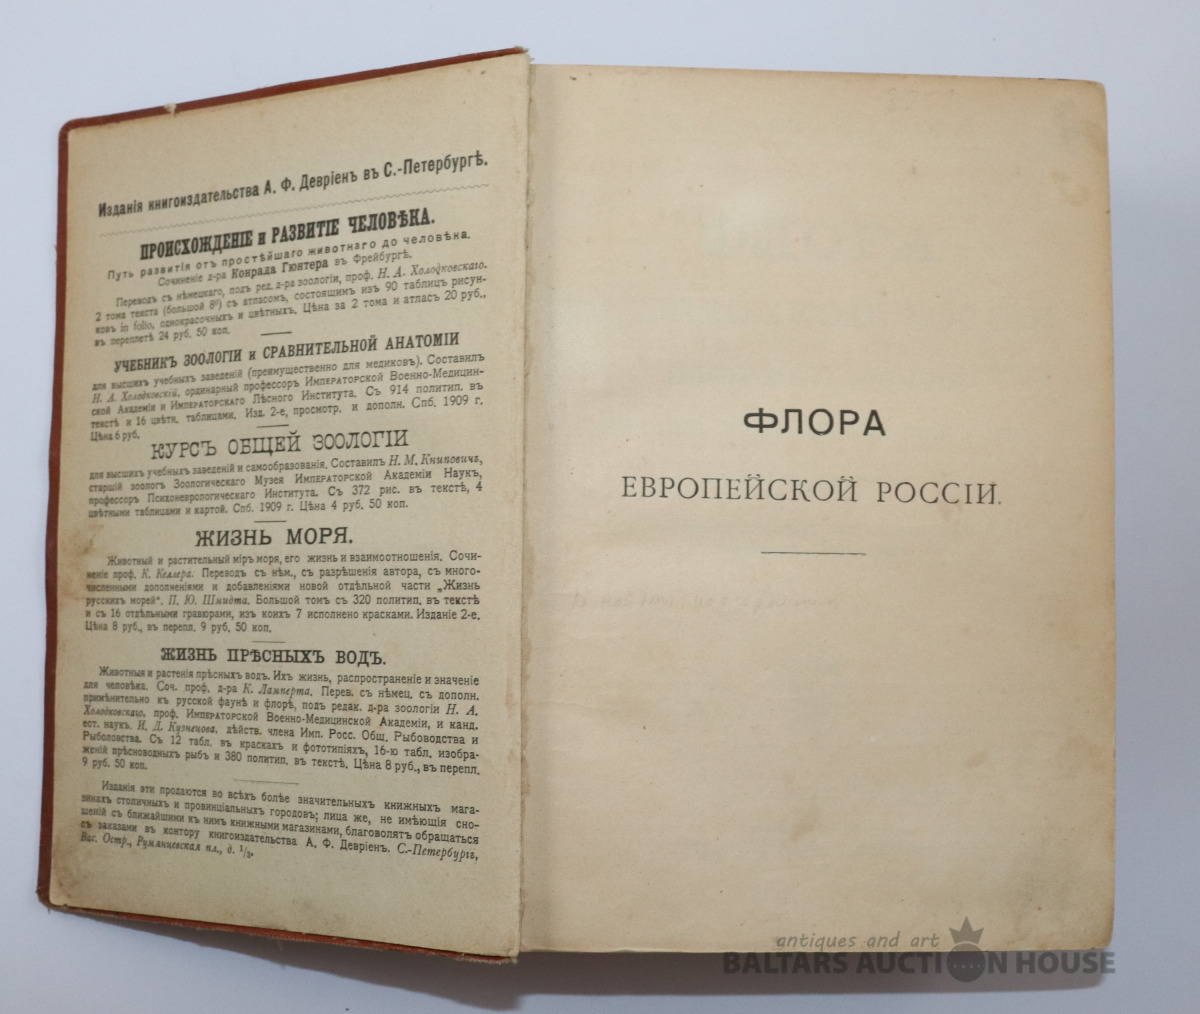 Изданія книгоиздательства А. Ф. Девріенъ въ С.-Петербургѣ.
ПРОИСХОЖДЕНІЕ и РАЗВИТІЕ ЧЕЛОВѢКА.
Путь развитія отъ простѣйшаго животнаго до человѣка.
Сочиненіе д-ра Конрада Гюнтера въ Фрейбургѣ.
Переводъ съ нѣмецкаго, подъ ред. д-ра зоологіи, проф. Н. А. Холодковскаго.
2 тома текста (большой 8⁰) съ атласомъ, состоящимъ изъ 90 таблицъ рисун-
ковъ in folio, однокрасочныхъ и цвѣтныхъ. Цѣна за 2 тома и атласъ 20 руб.,
въ переплетѣ 24 руб. 50 коп.
УЧЕБНИКЪ ЗООЛОГІИ и СРАВНИТЕЛЬНОЙ АНАТОМІИ
для высшихъ учебныхъ заведеній (преимущественно для медиковъ). Составилъ
Н. А. Холодковскій, ординарный профессоръ Императорской Военно-Медицин-
ской Академіи и Императорскаго Лѣсного Института. Съ 914 политип. въ
текстѣ и 16 цвѣтн. таблицами. Изд. 2-е, просмотр. и дополн. Спб. 1909 г.
Цѣна 6 руб.
КУРСЪ ОБЩЕЙ ЗООЛОГІИ
для высшихъ учебныхъ заведеній и самообразованія. Составилъ Н. М. Книповичъ,
старшій зоологъ Зоологическаго Музея Императорской Академіи Наукъ,
профессоръ Психоневрологическаго Института. Съ 372 рис. въ текстѣ, 4
цвѣтными таблицами и картой. Спб. 1909 г. Цѣна 4 руб. 50 коп.
ЖИЗНЬ МОРЯ.
Животный и растительный міръ моря, его жизнь и взаимоотношенія. Сочи-
неніе проф. К. Келлера. Переводъ съ нѣм., съ разрѣшенія автора, съ много-
численными дополненіями и добавленіями новой отдѣльной части „Жизнь
русскихъ морей“. П. Ю. Шмидта. Большой томъ съ 320 политип. въ текстѣ
и съ 16 отдѣльными гравюрами, изъ коихъ 7 исполнено красками. Изданіе 2-е.
Цѣна 8 руб., въ перепл. 9 руб. 50 коп.
ЖИЗНЬ ПРѢСНЫХЪ ВОДЪ.
Животныя и растенія прѣсныхъ водъ. Ихъ жизнь, распространеніе и значеніе
для человѣка. Соч. проф. д-ра К. Ламперта. Перев. съ нѣмец. съ дополн.
примѣнительно къ русской фаунѣ и флорѣ, подъ редак. д-ра зоологіи Н. А.
Холодковскаго, проф. Императорской Военно-Медицинской Академіи, и канд.
ест. наукъ. И. Д. Кузнецова, дѣйств. члена Имп. Росс. Общ. Рыбоводства и
Рыболовства. Съ 12 табл. въ краскахъ и фототипіяхъ, 16-ю табл. изобра-
женій прѣсноводныхъ рыбъ и 380 политип. въ текстѣ. Цѣна 8 руб., въ перепл.
9 руб. 50 коп.
Изданія эти продаются во всѣхъ болѣе значительныхъ книжныхъ мага-
зинахъ столичныхъ и провинціальныхъ городовъ; лица же, не имѣющія сно-
шеній съ ближайшими къ нимъ книжными магазинами, благоволятъ обращаться
съ заказами въ контору книгоиздательства А. Ф. Девріенъ. С.-Петербургъ,
Вас. Остр., Румянцевская пл., д. 1/3.
ФЛОРА
ЕВРОПЕЙСКОЙ РОССІИ.
antiques and art
BALTARS AUCTION HOUSE